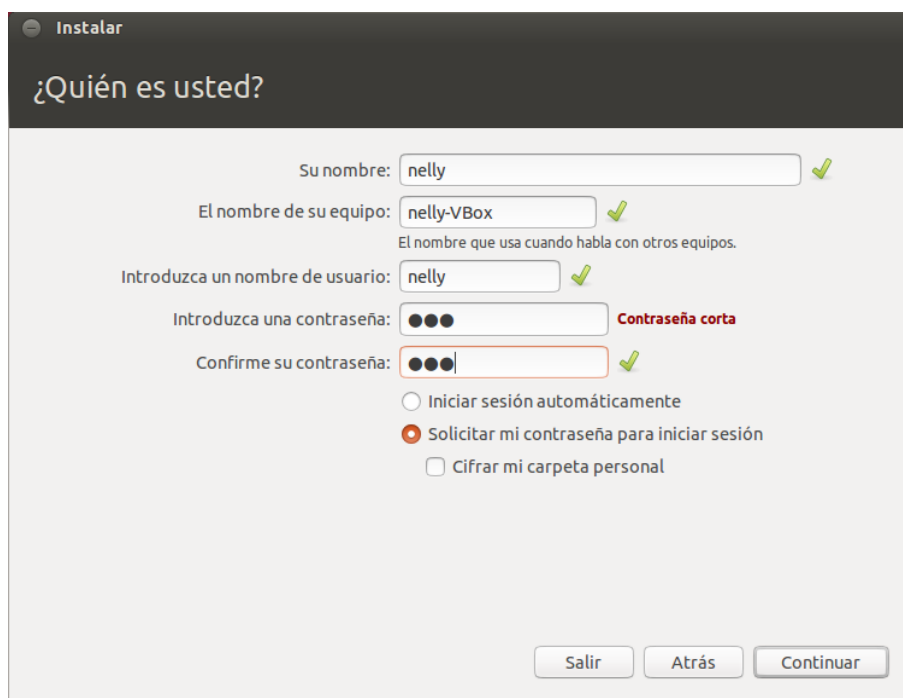 Instalar
¿Quién es usted?
Su nombre: nelly
El nombre de su equipo: nelly-VBox
El nombre que usa cuando habla con otros equipos.
Introduzca un nombre de usuario: nelly
Introduzca una contraseña: ●●● Contraseña corta
Confirme su contraseña: ●●●
Iniciar sesión automáticamente
Solicitar mi contraseña para iniciar sesión
Cifrar mi carpeta personal
Salir Atrás Continuar